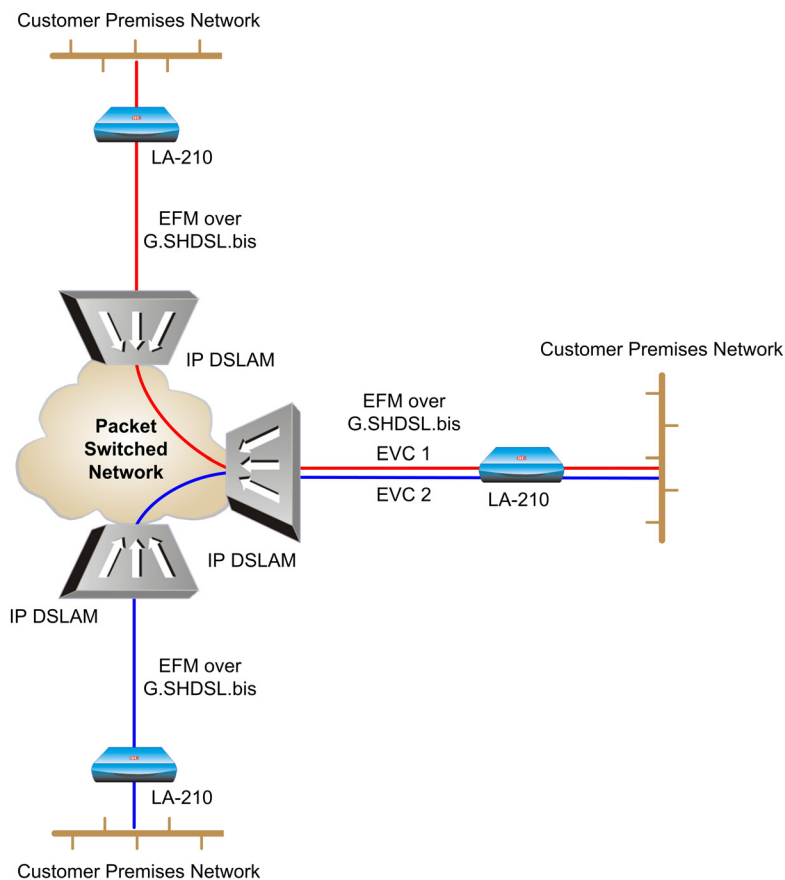 Customer Premises Network
LA-210
EFM over
G.SHDSL.bis
IP DSLAM
Customer Premises Network
Packet
Switched
Network
EFM over
G.SHDSL.bis
EVC 1
EVC 2
LA-210
IP DSLAM
IP DSLAM
EFM over
G.SHDSL.bis
LA-210
Customer Premises Network